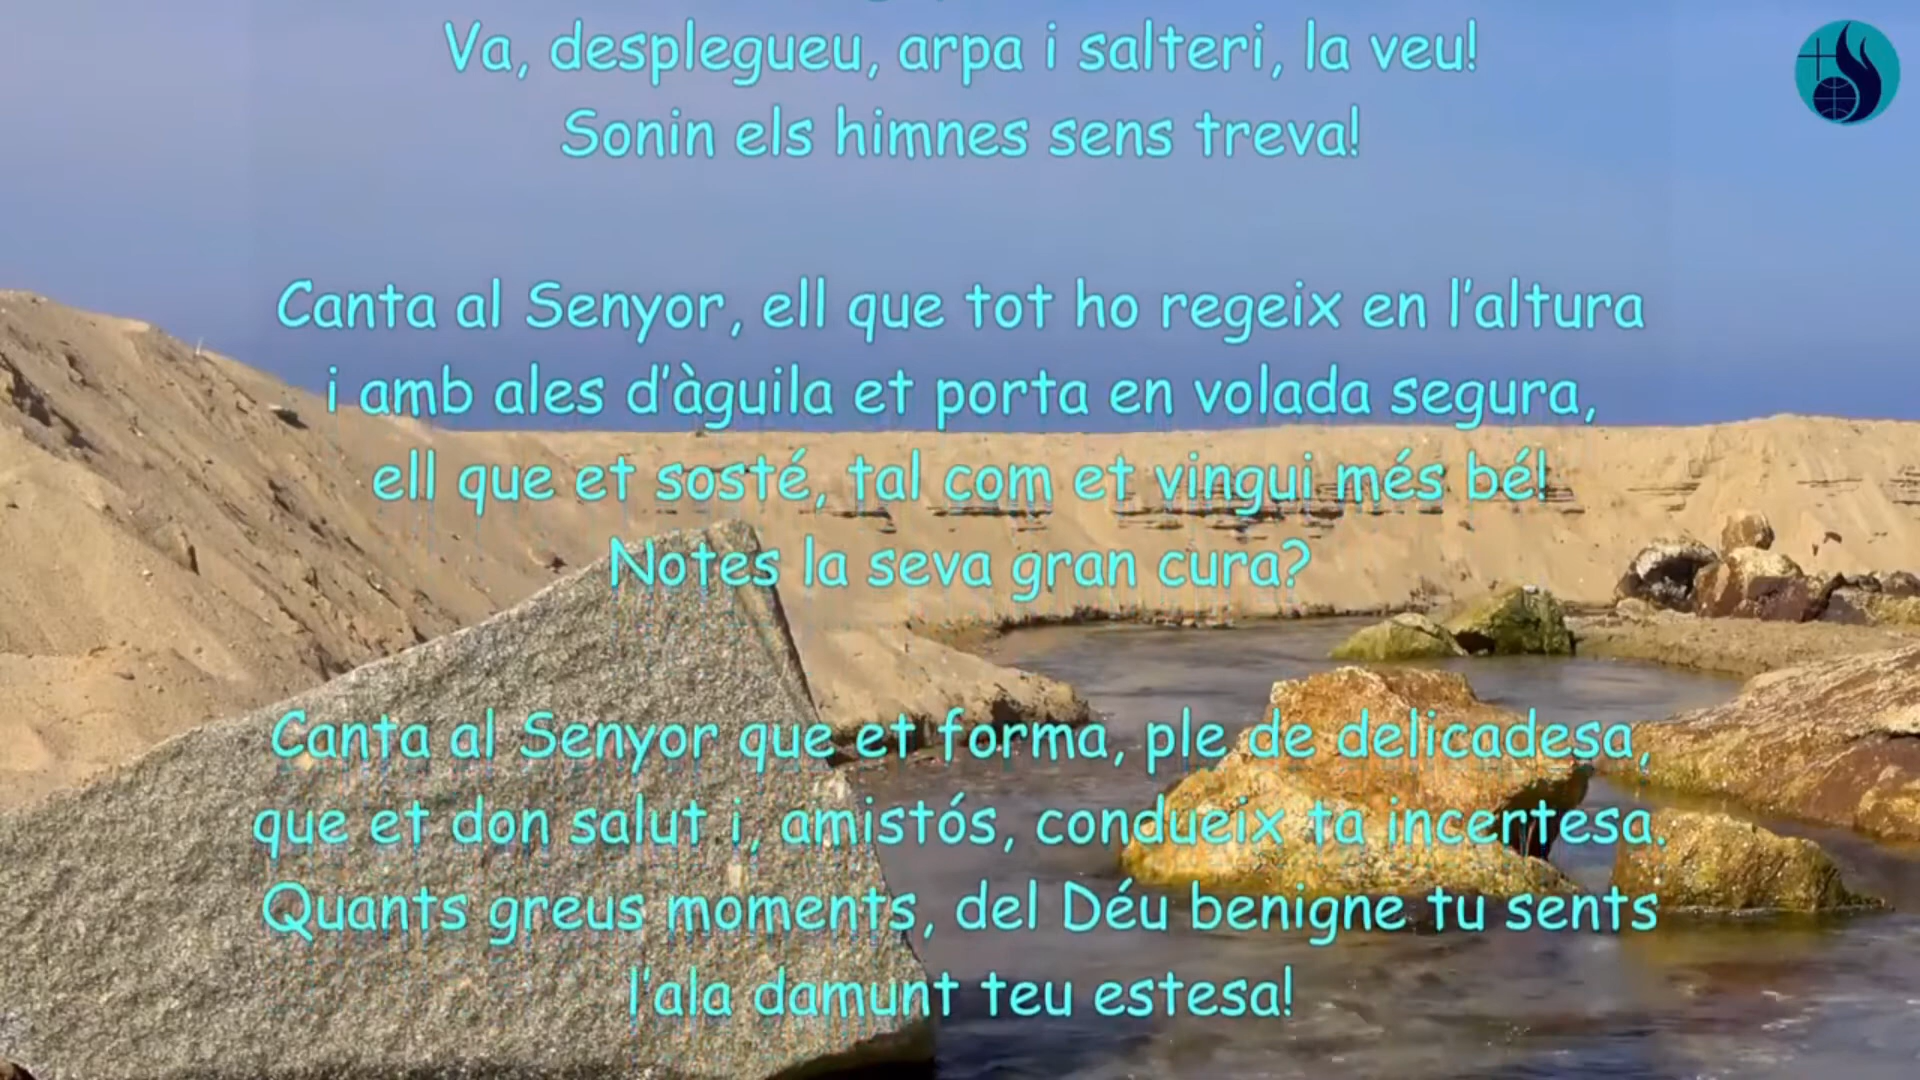 Va, desplegueu, arpa i salteri, la veu!
Sonin els himnes sens treva!
Canta al Senyor, ell que tot ho regeix en l'altura
i amb ales d'àguila et porta en volada segura,
ell que et sosté, tal com et vingui més bé!
Notes la seva gran cura?
Canta al Senyor que et forma, ple de delicadesa,
que et don salut i, amistós, condueix ta incertesa.
Quants greus moments, del Déu benigne tu sents
l'ala damunt teu estesa!